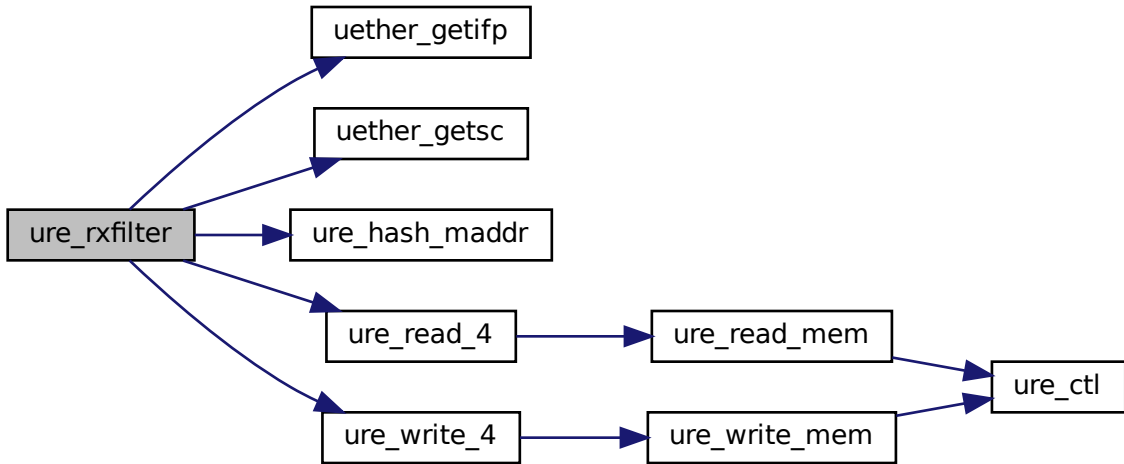 uether_getifp
uether_getsc
ure_rxfilter
ure_hash_maddr
ure_read_4
ure_read_mem
ure_ctl
ure_write_4
ure_write_mem